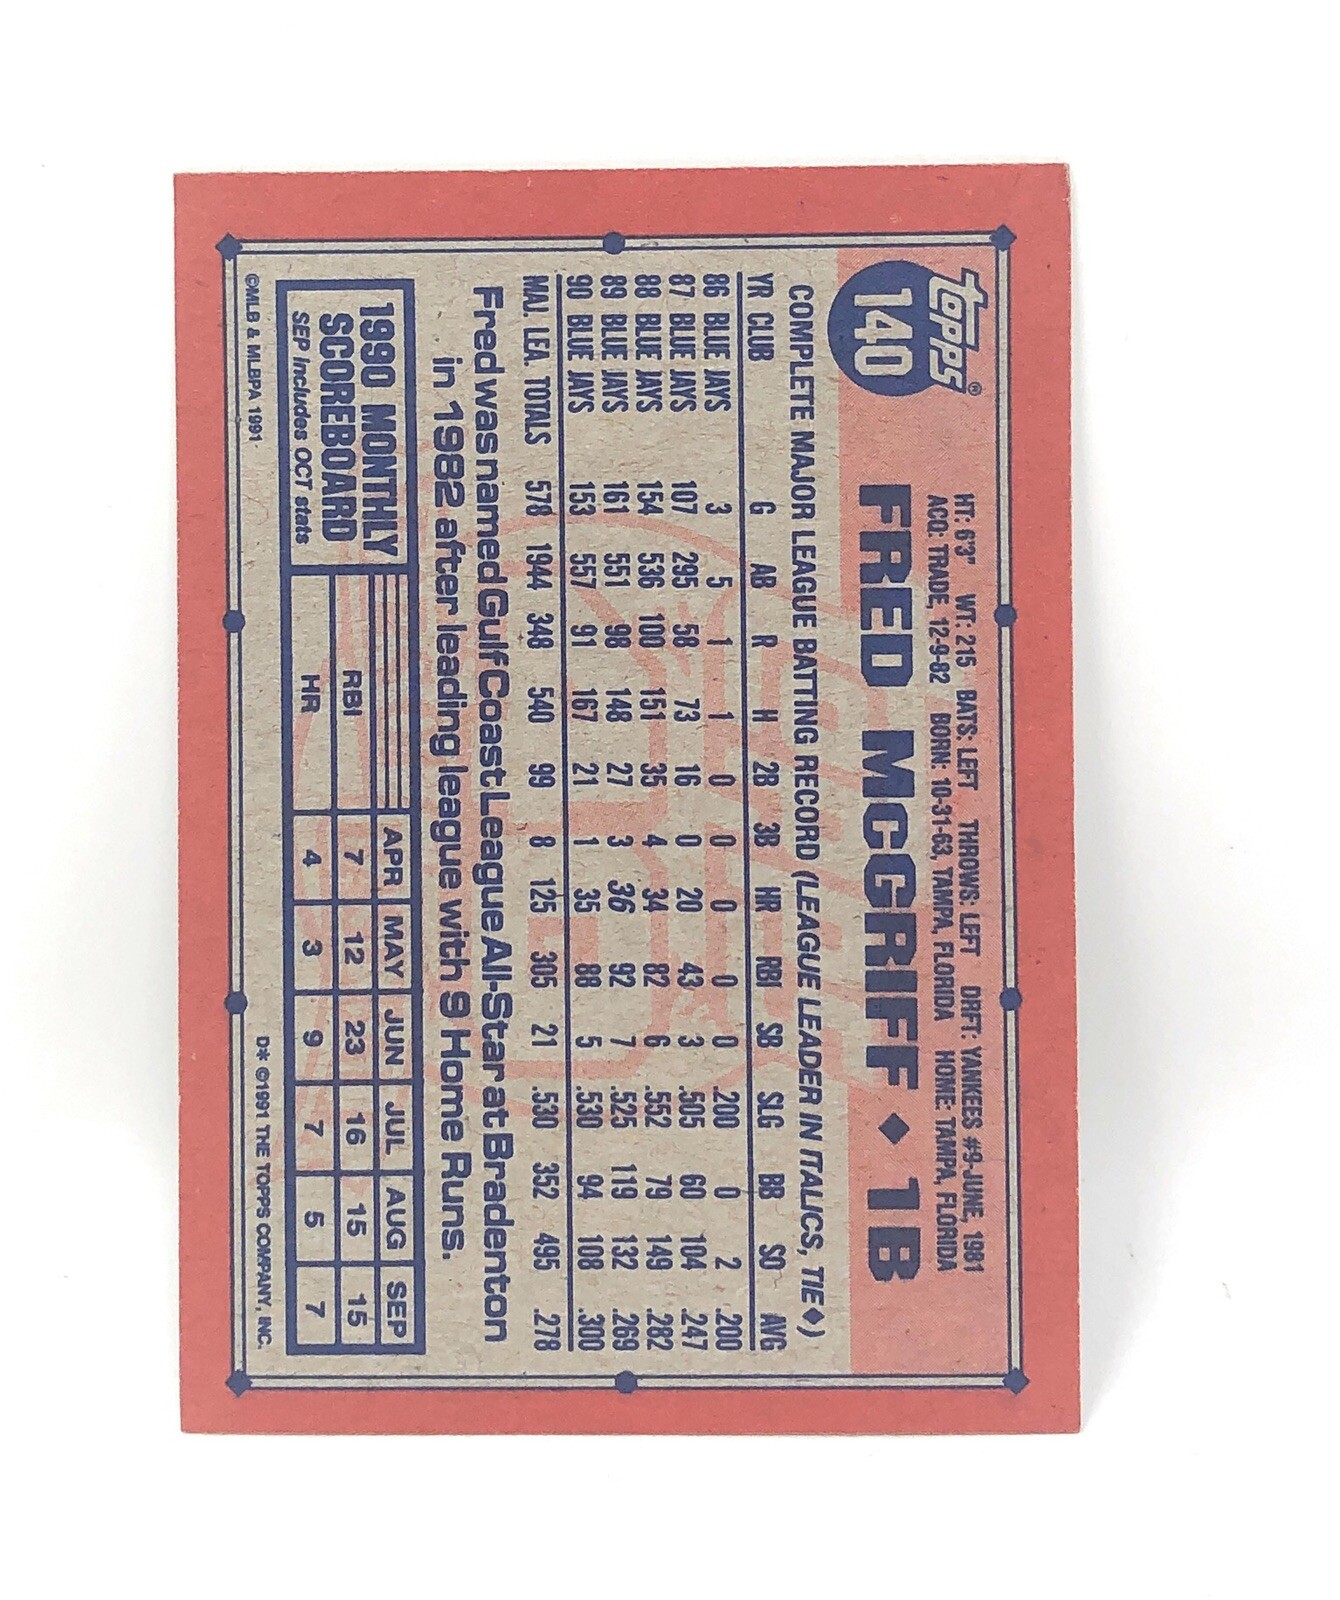 topps®
140
HT: 6'3" WT: 215 BATS: LEFT THROWS: LEFT DRFT: YANKEES #9-JUNE, 1981
ACQ: TRADE, 12-9-82 BORN: 10-31-63, TAMPA, FLORIDA HOME: TAMPA, FLORIDA
FRED MCGRIFF ♦ 1B
COMPLETE MAJOR LEAGUE BATTING RECORD (LEAGUE LEADER IN ITALICS, TIE♦)
YR CLUB G AB R H 2B 3B HR RBI SB SLG BB SO AVG
86 BLUE JAYS 3 5 1 1 0 0 0 0 0 .200 0 2 .200
87 BLUE JAYS 107 295 58 73 16 0 20 43 3 .505 60 104 .247
88 BLUE JAYS 154 536 100 151 35 4 34 82 6 .552 79 149 .282
89 BLUE JAYS 161 551 98 148 27 3 36 92 7 .525 119 132 .269
90 BLUE JAYS 153 557 91 167 21 1 35 88 5 .530 94 108 .300
MAJ. LEA. TOTALS 578 1944 348 540 99 8 125 305 21 .530 352 495 .278
Fred was named Gulf Coast League All-Star at Bradenton
in 1982 after leading league with 9 Home Runs.
1990 MONTHLY
SCOREBOARD
SEP Includes OCT stats
APR MAY JUN JUL AUG SEP
RBI 7 12 23 16 15 15
HR 4 3 9 7 5 7
©MLB & MLBPA 1991 D* ©1991 THE TOPPS COMPANY, INC.